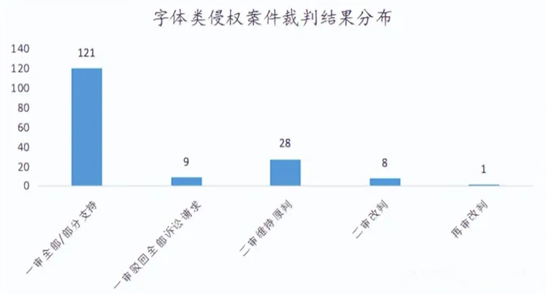 字体类侵权案件裁判结果分布
140
120
100
80
60
40
20
0
121
9
28
8
1
一审全部/部分支持
一审驳回全部诉讼请求
二审维持原判
二审改判
再审改判